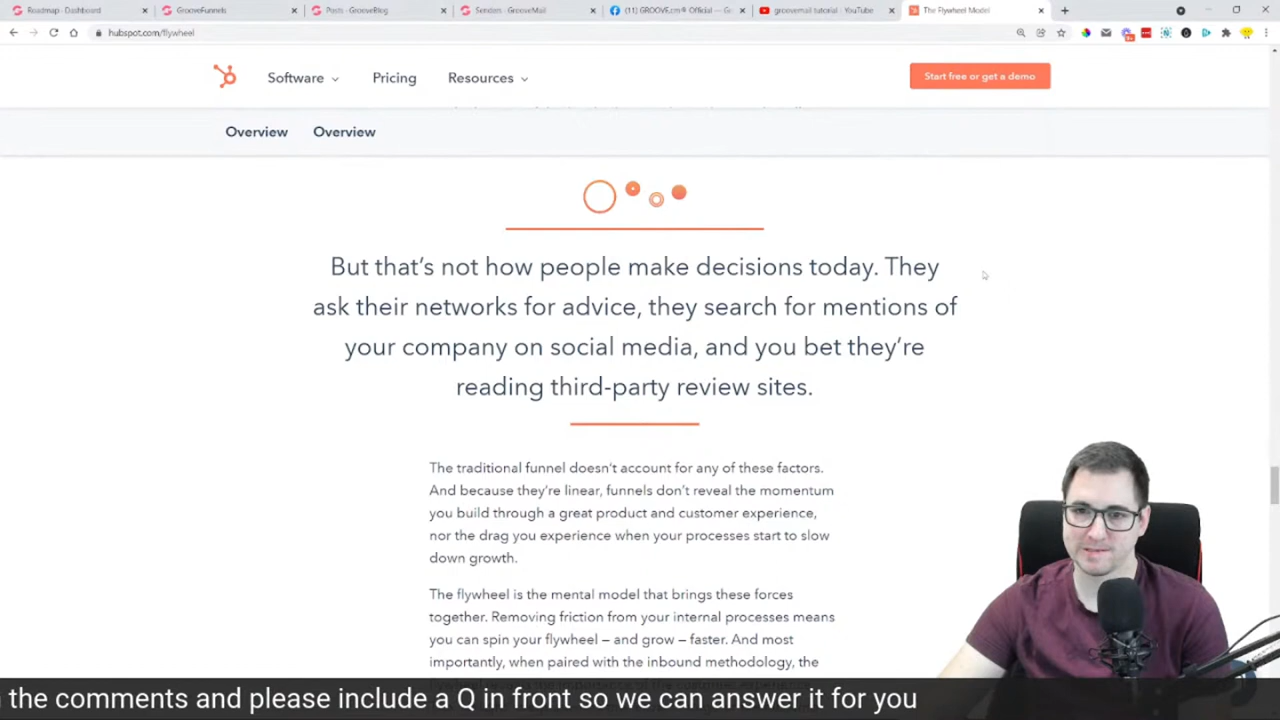 Roadmap - Dashboard
GrooveFunnels
Posts - GrooveBlog
Senders - GrooveMail
(11) GROOVE.cm® Official — Gr
groovemail tutorial - YouTube
The Flywheel Model
hubspot.com/flywheel
Software
Pricing
Resources
Start free or get a demo
Overview
Overview
But that's not how people make decisions today. They
ask their networks for advice, they search for mentions of
your company on social media, and you bet they're
reading third-party review sites.
The traditional funnel doesn't account for any of these factors.
And because they're linear, funnels don't reveal the momentum
you build through a great product and customer experience,
nor the drag you experience when your processes start to slow
down growth.
The flywheel is the mental model that brings these forces
together. Removing friction from your internal processes means
you can spin your flywheel – and grow – faster. And most
importantly, when paired with the inbound methodology, the
the comments and please include a Q in front so we can answer it for you